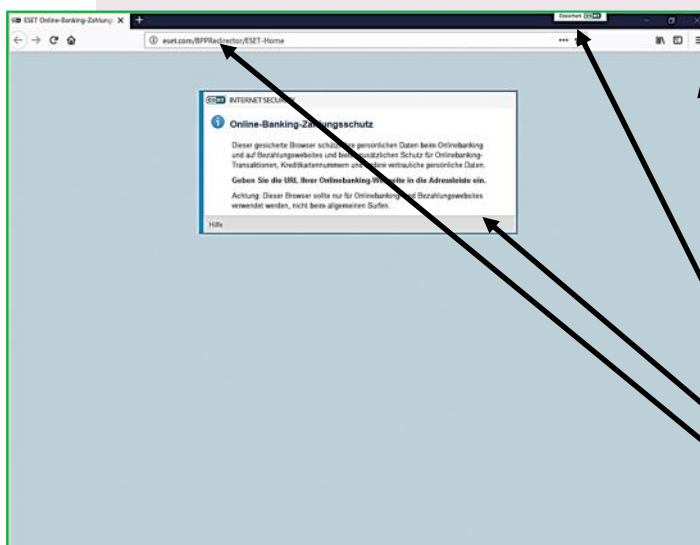 ESET Online-Banking-Zahlung
Gesichert eset
eset.com/BPPRedirector/ESET-Home
eset INTERNET SECURITY
Online-Banking-Zahlungsschutz
Dieser gesicherte Browser schützt Ihre persönlichen Daten beim Onlinebanking
und auf Bezahlungswebsites und bietet zusätzlichen Schutz für Onlinebanking-
Transaktionen, Kreditkartennummern und andere vertrauliche persönliche Daten.
Geben Sie die URL Ihrer Onlinebanking-Webseite in die Adressleiste ein.
Achtung: Dieser Browser sollte nur für Onlinebanking und Bezahlungswebsites
verwendet werden, nicht beim allgemeinen Surfen.
Hilfe